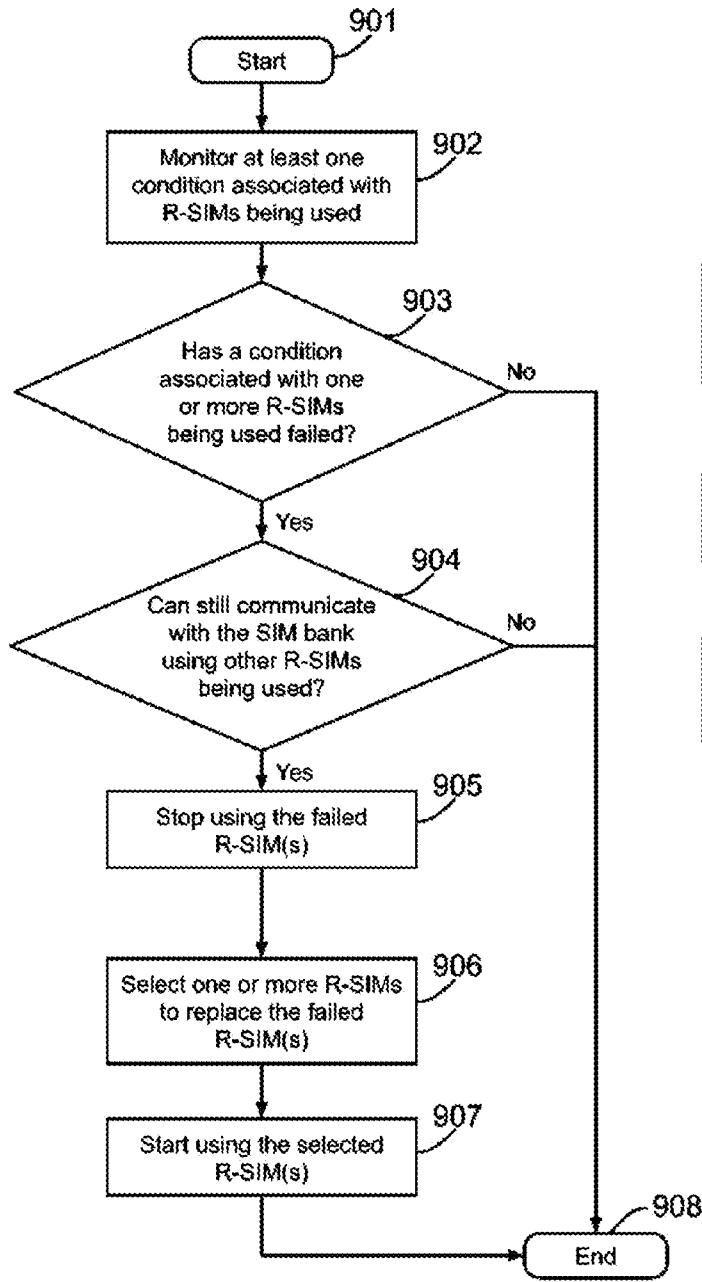 901
Start
902
Monitor at least one
condition associated with
R-SIMs being used
903
Has a condition
associated with one
or more R-SIMs
being used failed?
No
Yes
904
Can still communicate
with the SIM bank
using other R-SIMs
being used?
No
Yes
905
Stop using the failed
R-SIM(s)
906
Select one or more R-SIMs
to replace the failed
R-SIM(s)
907
Start using the selected
R-SIM(s)
908
End